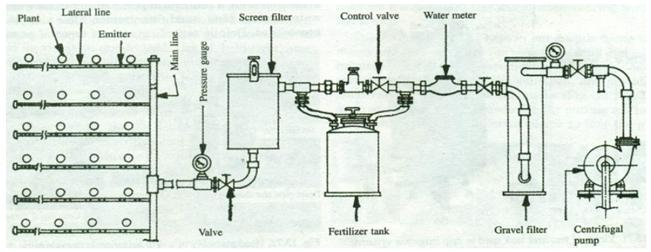 Plant
Lateral line
Emitter
Main line
Pressure gauge
Screen filter
Control valve
Water meter
Valve
Fertilizer tank
Gravel filter
Centrifugal
pump